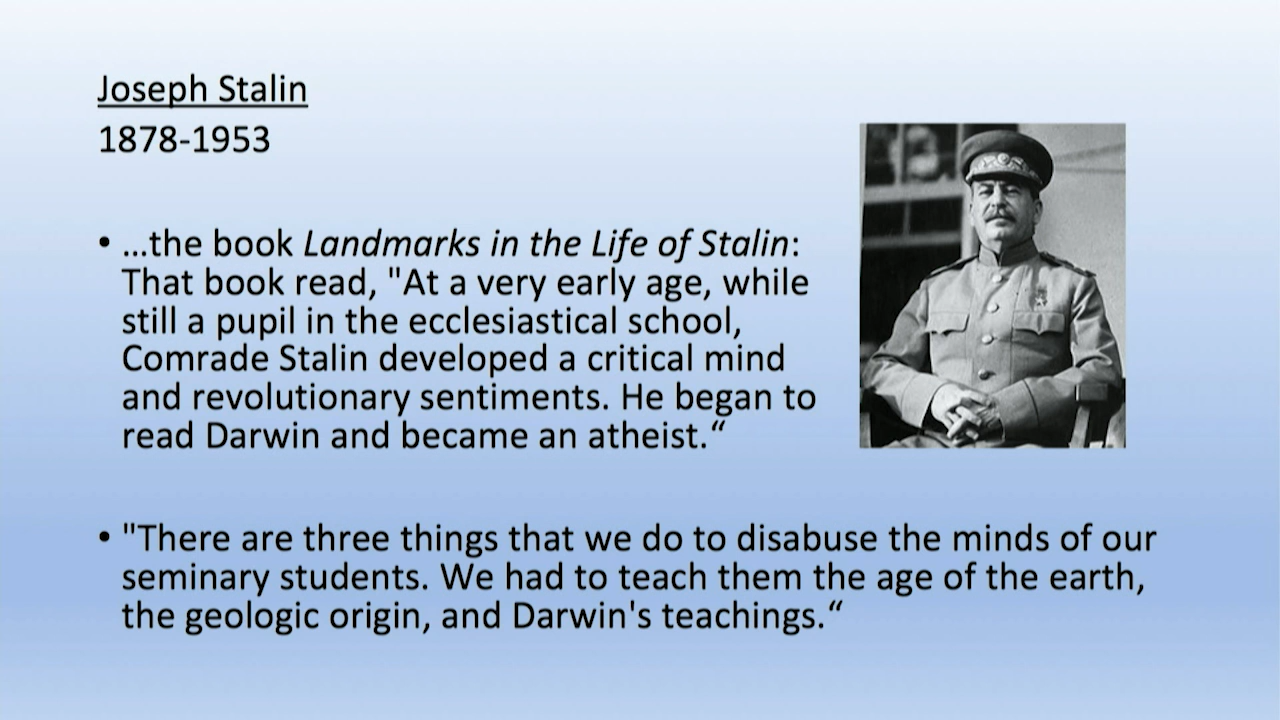 Joseph Stalin
1878-1953
• ...the book Landmarks in the Life of Stalin:
That book read, "At a very early age, while
still a pupil in the ecclesiastical school,
Comrade Stalin developed a critical mind
and revolutionary sentiments. He began to
read Darwin and became an atheist.“
• "There are three things that we do to disabuse the minds of our
seminary students. We had to teach them the age of the earth,
the geologic origin, and Darwin's teachings.“